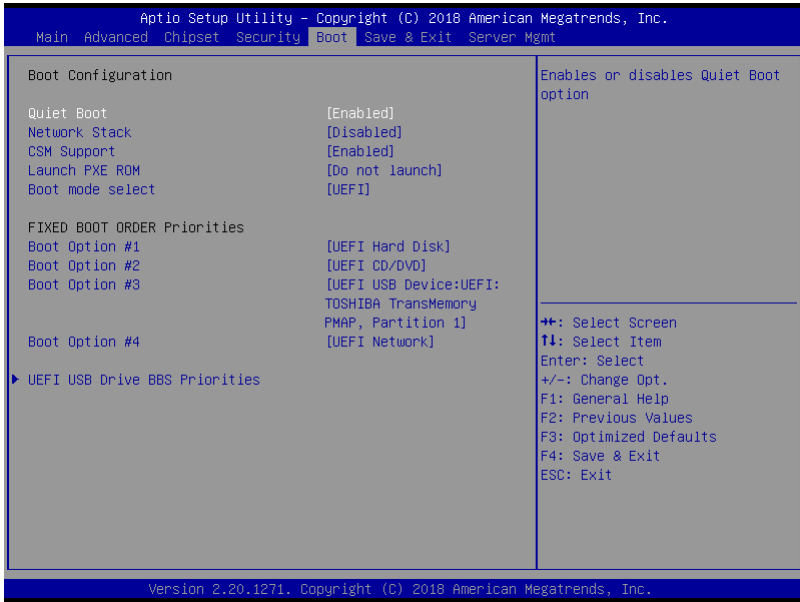 Aptio Setup Utility – Copyright (C) 2018 American Megatrends, Inc.
Main Advanced Chipset Security Boot Save & Exit Server Mgmt
Boot Configuration
Quiet Boot [Enabled]
Network Stack [Disabled]
CSM Support [Enabled]
Launch PXE ROM [Do not launch]
Boot mode select [UEFI]
FIXED BOOT ORDER Priorities
Boot Option #1 [UEFI Hard Disk]
Boot Option #2 [UEFI CD/DVD]
Boot Option #3 [UEFI USB Device:UEFI:
TOSHIBA TransMemory
PMAP, Partition 1]
Boot Option #4 [UEFI Network]
UEFI USB Drive BBS Priorities
Enables or disables Quiet Boot
option
→←: Select Screen
↑↓: Select Item
Enter: Select
+/-: Change Opt.
F1: General Help
F2: Previous Values
F3: Optimized Defaults
F4: Save & Exit
ESC: Exit
Version 2.20.1271. Copyright (C) 2018 American Megatrends, Inc.